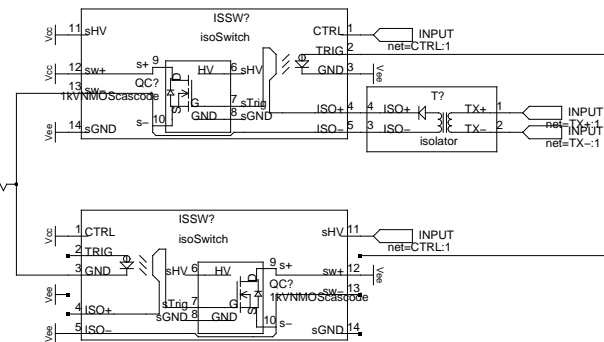 ISSW?
isoSwitch
Vcc
11
sHV
CTRL
1
INPUT
net=CTRL:1
TRIG
2
s+
9
HV
6
sHV
GND
3
Vee
Vcc
12
sw+
13
sw−
QC?
1kVNMOScascode
D
G
S
7
sTrig
GND
8
sGND
s−
10
Vee
14
sGND
ISO+
4
ISO−
5
T?
4
ISO+
TX+
1
INPUT
net=TX+:1
3
ISO−
TX−
2
INPUT
net=TX−:1
isolator
ISSW?
isoSwitch
Vcc
1
CTRL
sHV
11
INPUT
net=CTRL:1
2
TRIG
3
GND
sHV
6
HV
9
s+
sw+
12
Vee
sw−
13
QC?
1kVNMOScascode
D
G
S
Vee
sTrig
7
4
ISO+
sGND
8
GND
10
s−
Vee
5
ISO−
sGND
14